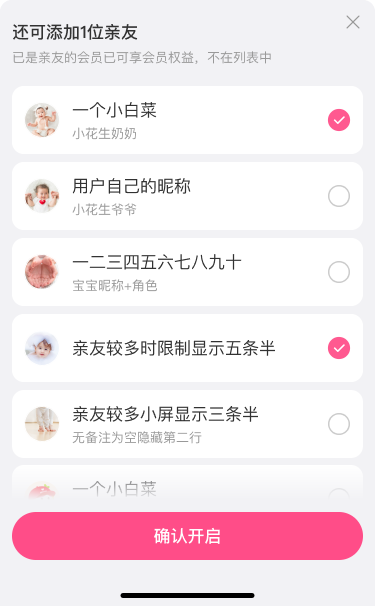 还可添加1位亲友
已是亲友的会员已可享会员权益，不在列表中
一个小白菜
小花生奶奶
用户自己的昵称
小花生爷爷
一二三四五六七八九十
宝宝昵称+角色
亲友较多时限制显示五条半
亲友较多小屏显示三条半
无备注为空隐藏第二行
一个小白菜
确认开启